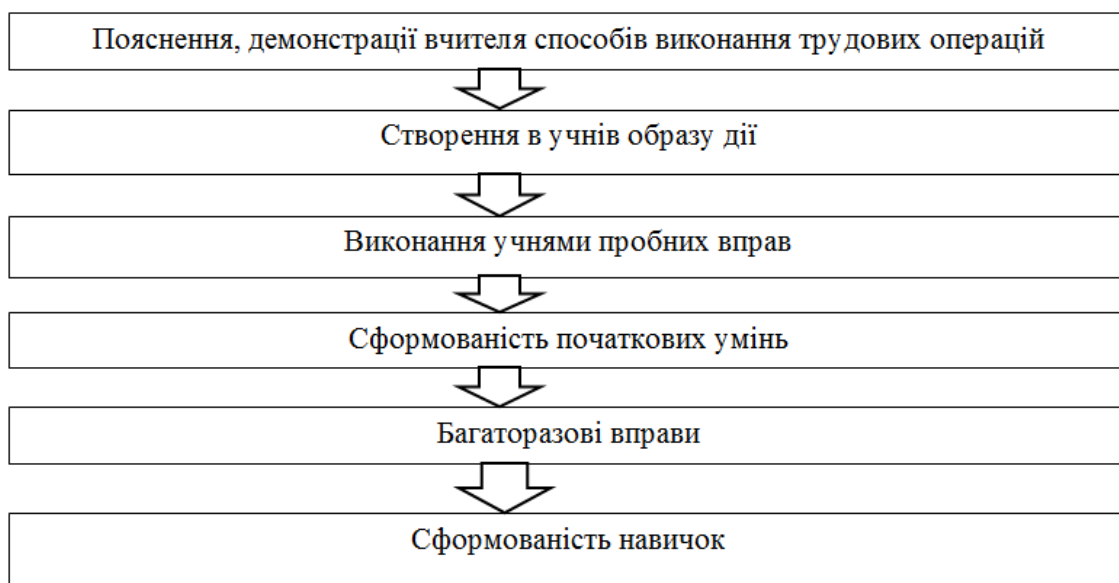 Пояснення, демонстрації вчителя способів виконання трудових операцій
Створення в учнів образу дії
Виконання учнями пробних вправ
Сформованість початкових умінь
Багаторазові вправи
Сформованість навичок